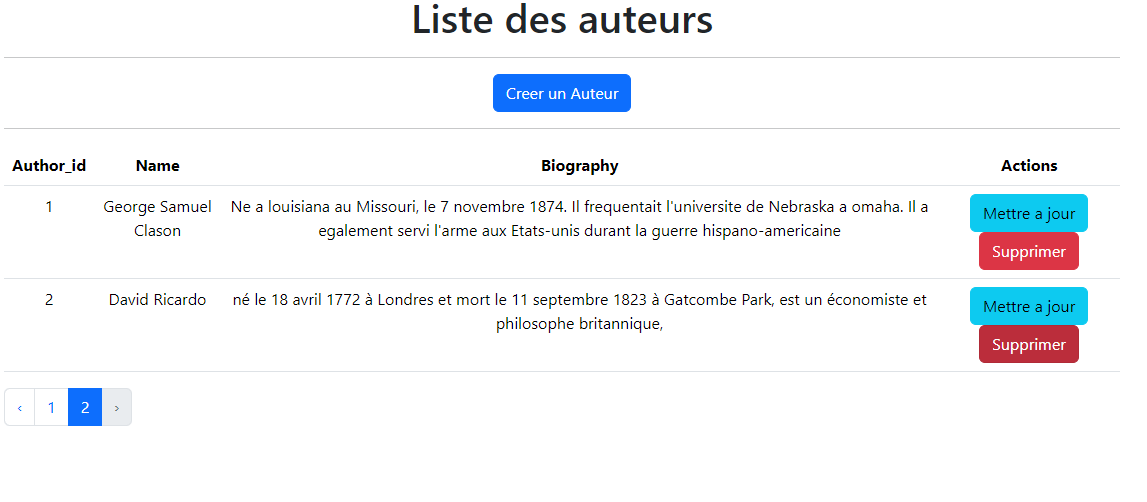 Liste des auteurs
Creer un Auteur
Author_id Name Biography Actions
1 George Samuel Ne a louisiana au Missouri, le 7 novembre 1874. Il frequentait l'universite de Nebraska a omaha. Il a Mettre a jour
Clason egalement servi l'arme aux Etats-unis durant la guerre hispano-americaine
Supprimer
2 David Ricardo né le 18 avril 1772 à Londres et mort le 11 septembre 1823 à Gatcombe Park, est un économiste et Mettre a jour
philosophe britannique,
Supprimer
‹ 1 2 ›